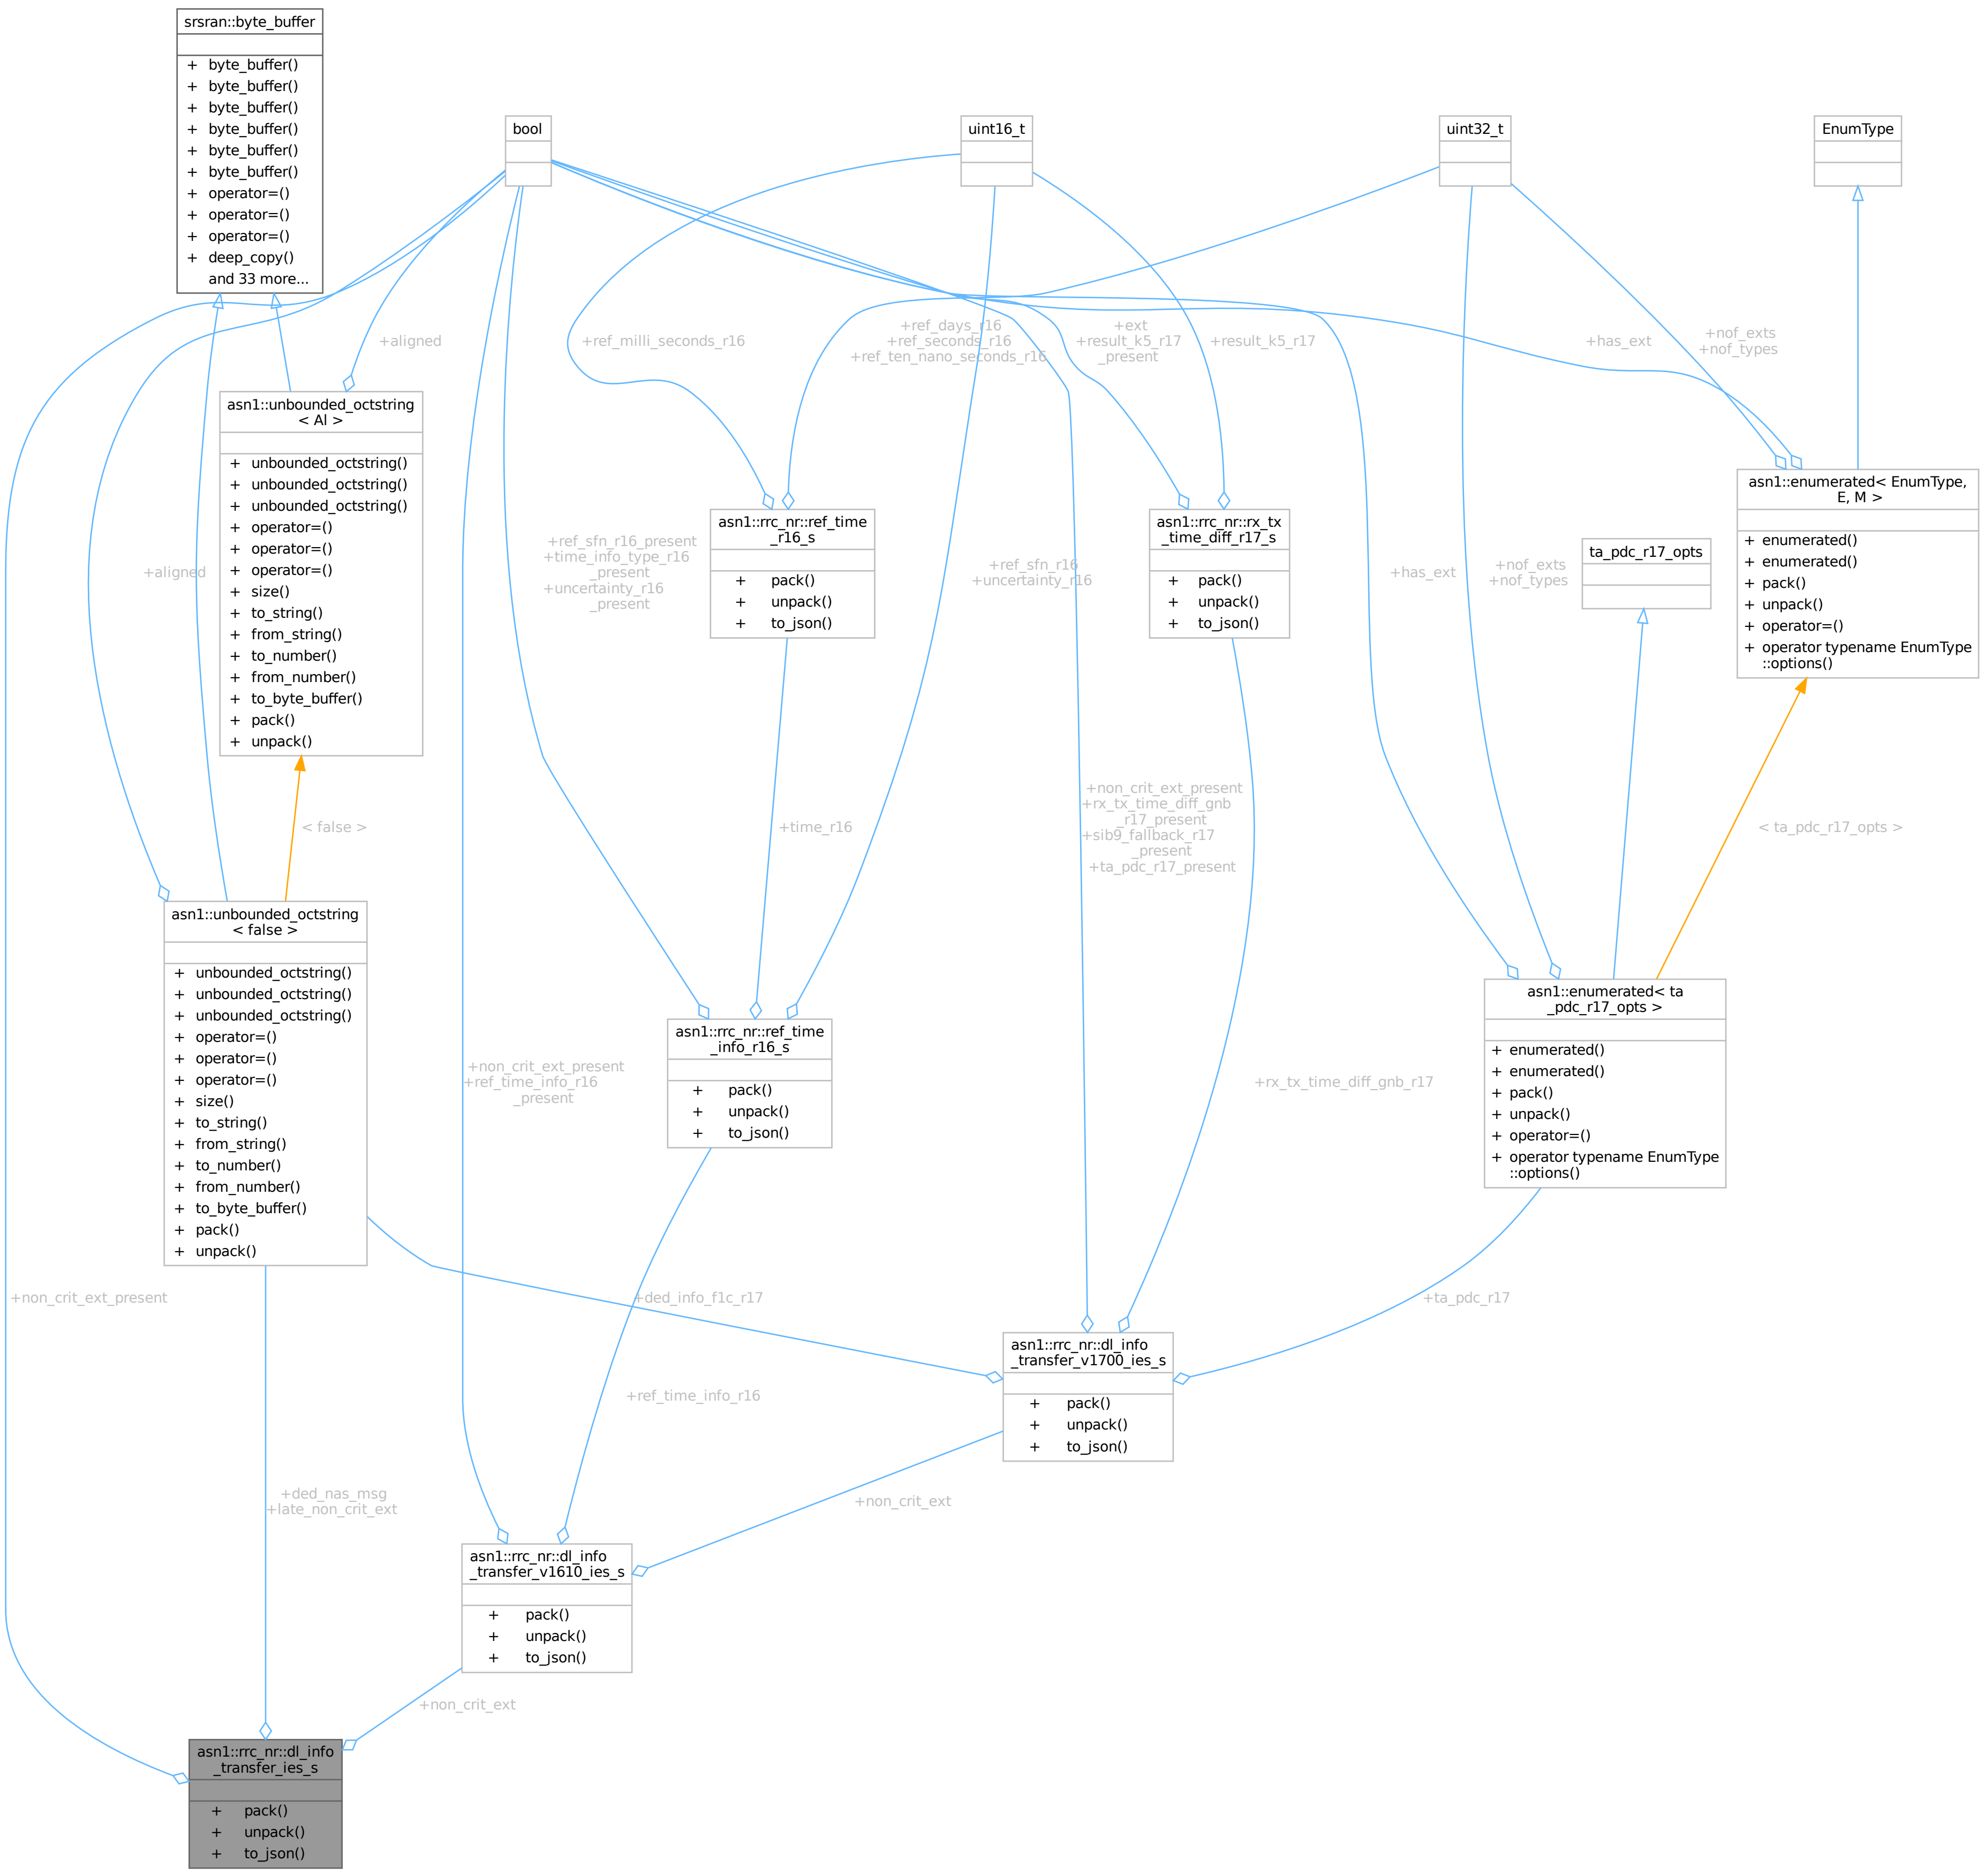 srsran::byte_buffer
+ byte_buffer()
+ byte_buffer()
+ byte_buffer()
+ byte_buffer()
+ byte_buffer()
+ byte_buffer()
+ operator=()
+ operator=()
+ operator=()
+ deep_copy()
and 33 more...
bool
uint16_t
uint32_t
EnumType
+aligned
+ref_milli_seconds_r16
+ref_days_r16
+ref_seconds_r16
+ref_ten_nano_seconds_r16
+ext
+result_k5_r17
_present
+result_k5_r17
+has_ext
+nof_exts
+nof_types
asn1::unbounded_octstring
< Al >
+ unbounded_octstring()
+ unbounded_octstring()
+ unbounded_octstring()
+ operator=()
+ operator=()
+ operator=()
+ size()
+ to_string()
+ from_string()
+ to_number()
+ from_number()
+ to_byte_buffer()
+ pack()
+ unpack()
asn1::rrc_nr::ref_time
_r16_s
+ pack()
+ unpack()
+ to_json()
asn1::rrc_nr::rx_tx
_time_diff_r17_s
+ pack()
+ unpack()
+ to_json()
asn1::enumerated< EnumType,
E, M >
+ enumerated()
+ enumerated()
+ pack()
+ unpack()
+ operator=()
+ operator typename EnumType
::options()
ta_pdc_r17_opts
+aligned
+ref_sfn_r16_present
+time_info_type_r16
_present
+uncertainty_r16
_present
+ref_sfn_r16
+uncertainty_r16
+has_ext
+nof_exts
+nof_types
< false >
+time_r16
+non_crit_ext_present
+rx_tx_time_diff_gnb
_r17_present
+sib9_fallback_r17
_present
+ta_pdc_r17_present
< ta_pdc_r17_opts >
asn1::unbounded_octstring
< false >
+ unbounded_octstring()
+ unbounded_octstring()
+ unbounded_octstring()
+ operator=()
+ operator=()
+ operator=()
+ size()
+ to_string()
+ from_string()
+ to_number()
+ from_number()
+ to_byte_buffer()
+ pack()
+ unpack()
+non_crit_ext_present
+ref_time_info_r16
_present
asn1::rrc_nr::ref_time
_info_r16_s
+ pack()
+ unpack()
+ to_json()
+rx_tx_time_diff_gnb_r17
asn1::enumerated< ta
_pdc_r17_opts >
+ enumerated()
+ enumerated()
+ pack()
+ unpack()
+ operator=()
+ operator typename EnumType
::options()
+non_crit_ext_present
+ded_info_f1c_r17
+ta_pdc_r17
asn1::rrc_nr::dl_info
_transfer_v1700_ies_s
+ pack()
+ unpack()
+ to_json()
+ref_time_info_r16
+ded_nas_msg
+late_non_crit_ext
+non_crit_ext
asn1::rrc_nr::dl_info
_transfer_v1610_ies_s
+ pack()
+ unpack()
+ to_json()
+non_crit_ext
asn1::rrc_nr::dl_info
_transfer_ies_s
+ pack()
+ unpack()
+ to_json()